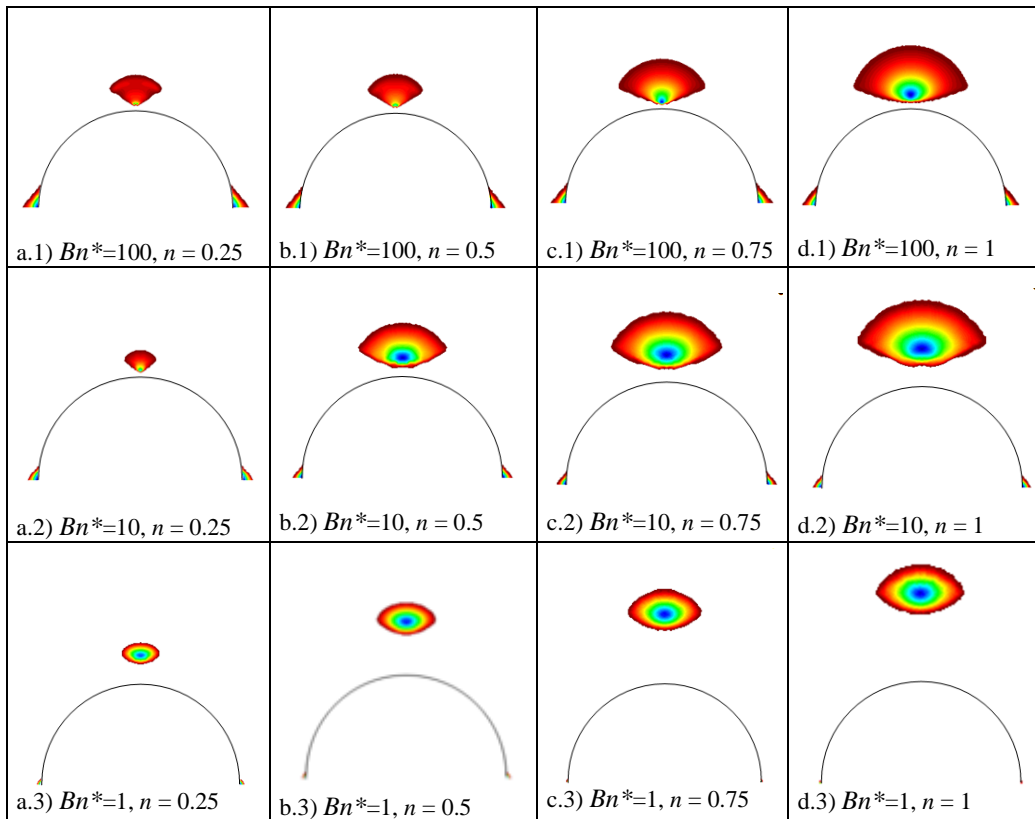 a.1) Bn*=100, n = 0.25
b.1) Bn*=100, n = 0.5
c.1) Bn*=100, n = 0.75
d.1) Bn*=100, n = 1
a.2) Bn*=10, n = 0.25
b.2) Bn*=10, n = 0.5
c.2) Bn*=10, n = 0.75
d.2) Bn*=10, n = 1
a.3) Bn*=1, n = 0.25
b.3) Bn*=1, n = 0.5
c.3) Bn*=1, n = 0.75
d.3) Bn*=1, n = 1